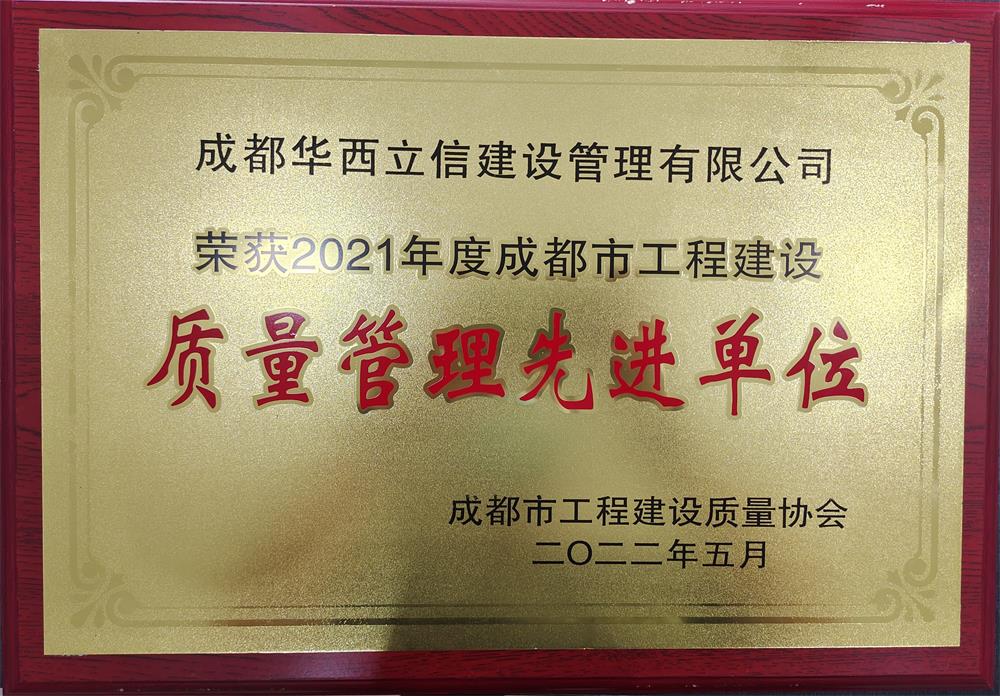 成都华西立信建设管理有限公司
荣获2021年度成都市工程建设
质量管理先进单位
成都市工程建设质量协会
二〇二二年五月